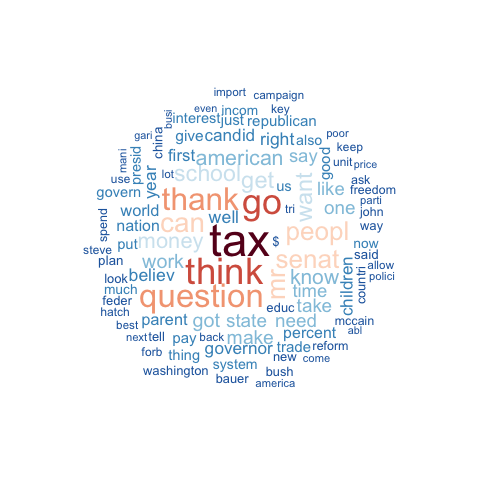 import campaign
even incom key
busi interest just republican
gari china give candid right also poor
mani presid first american say good keep
use lot school get us want like unit price
govern year thank go freedom ask
world can well tri one parti
nation tax $ peopl john
spend put money think senat way
steve believ work mr know now said
plan question time children allow
look much educ take countri polici
feder parent got state need mccain
hatch best pay back make percent abl
next tell governor trade reform
forb thing system new come
washington bauer bush
america